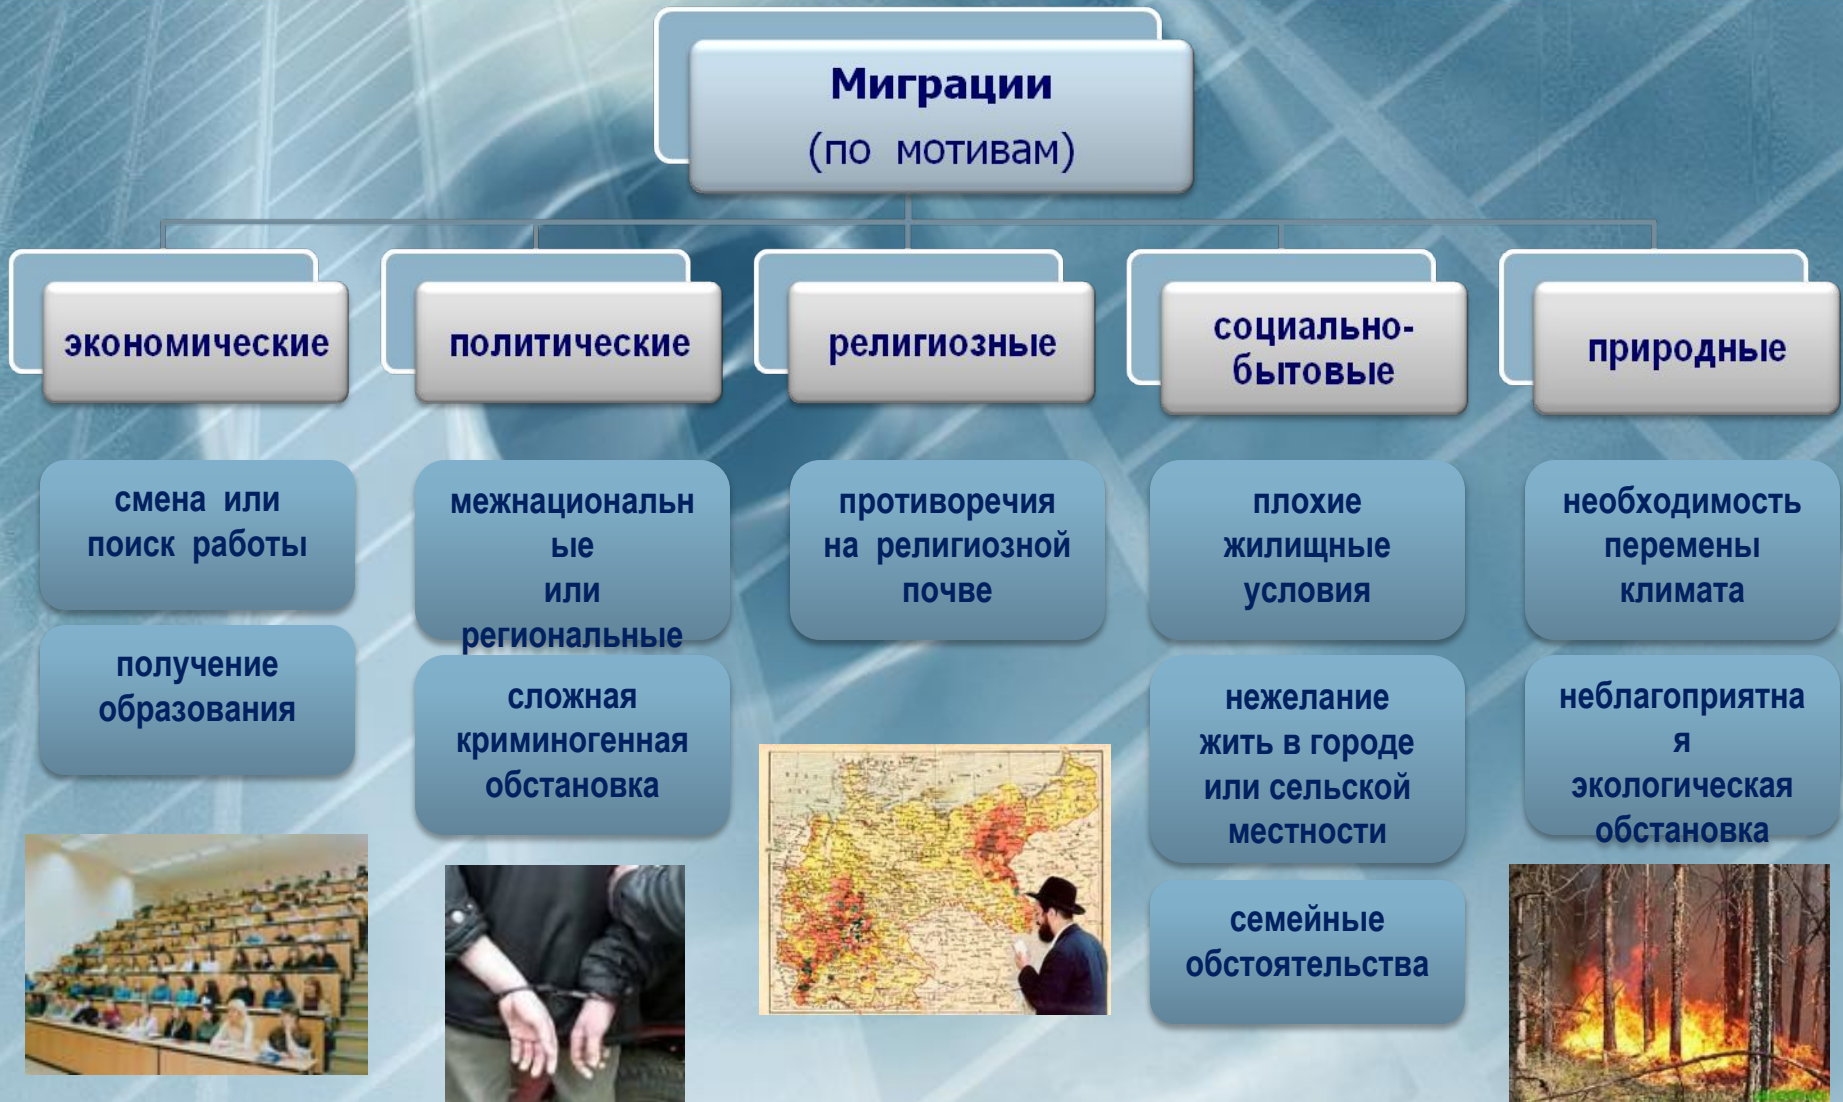 Миграции
(по мотивам)
экономические
политические
религиозные
социально-
бытовые
природные
смена или
поиск работы
получение
образования
межнациональн
ые
или
региональные
сложная
криминогенная
обстановка
противоречия
на религиозной
почве
плохие
жилищные
условия
нежелание
жить в городе
или сельской
местности
семейные
обстоятельства
необходимость
перемены
климата
неблагоприятна
я
экологическая
обстановка